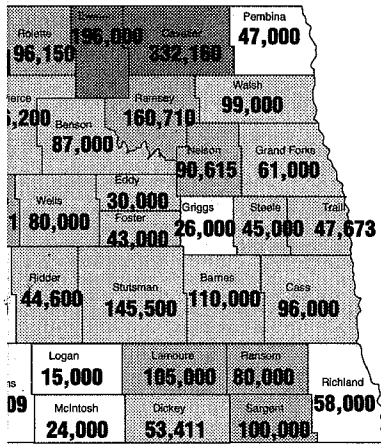 Rolette
96,150
Towner
196,000
Cavalier
332,160
Pembina
47,000
Walsh
99,000
Pierce
,200
Benson
87,000
Ramsey
160,710
Nelson
90,615
Grand Forks
61,000
Wells
80,000
Eddy
30,000
Foster
43,000
Griggs
26,000
Steele
45,000
Traill
47,673
Kidder
44,600
Stutsman
145,500
Barnes
110,000
Cass
96,000
Logan
15,000
Lamoure
105,000
Ransom
80,000
Richland
58,000
McIntosh
24,000
Dickey
53,411
Sargent
100,000